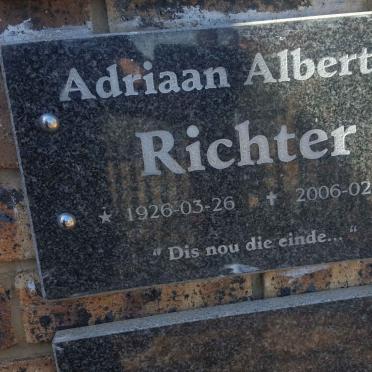 Adriaan Albert
Richter
★ 1926-03-26 ✝ 2006-02
" Dis nou die einde... "